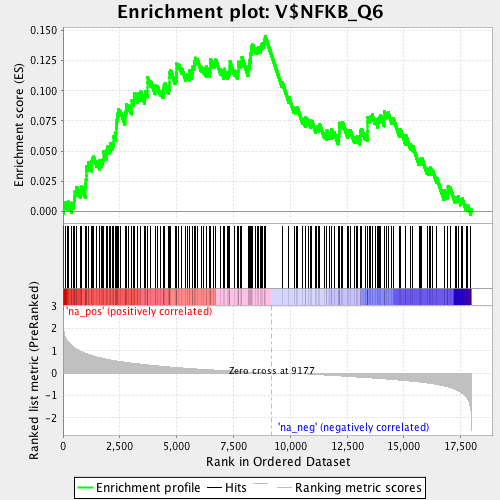 Enrichment plot: V$NFKB_Q6
Enrichment score (ES)
0.150
0.125
0.100
0.075
0.050
0.025
0.000
'na_pos' (positively correlated)
Ranked list metric (PreRanked)
3
2
1
0
-1
-2
Zero cross at 9177
'na_neg' (negatively correlated)
0
2,500
5,000
7,500
10,000
12,500
15,000
17,500
Rank in Ordered Dataset
Enrichment profile
Hits
Ranking metric scores